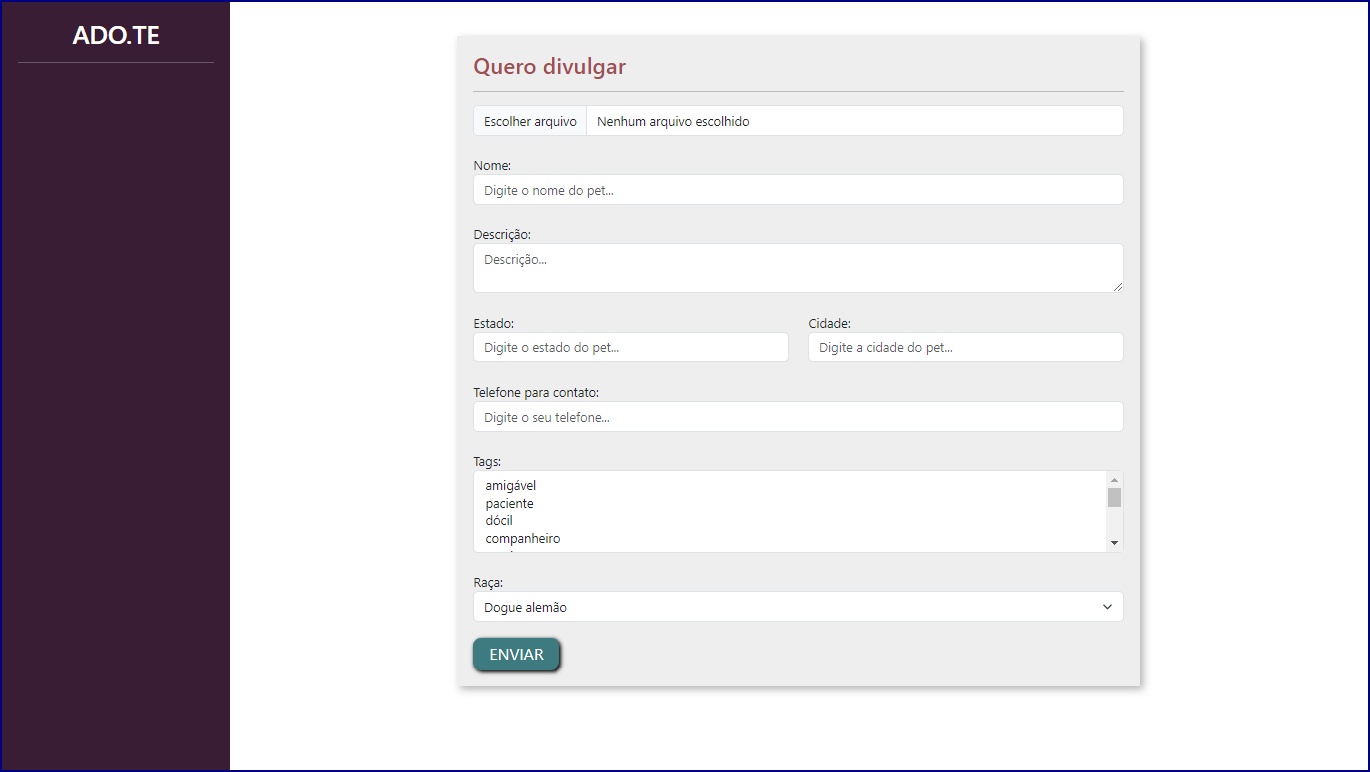 ADO.TE
Quero divulgar
Escolher arquivo Nenhum arquivo escolhido
Nome:
Digite o nome do pet...
Descrição:
Descrição...
Estado: Cidade:
Digite o estado do pet... Digite a cidade do pet...
Telefone para contato:
Digite o seu telefone...
Tags:
amigável
paciente
dócil
companheiro
Raça:
Dogue alemão
ENVIAR